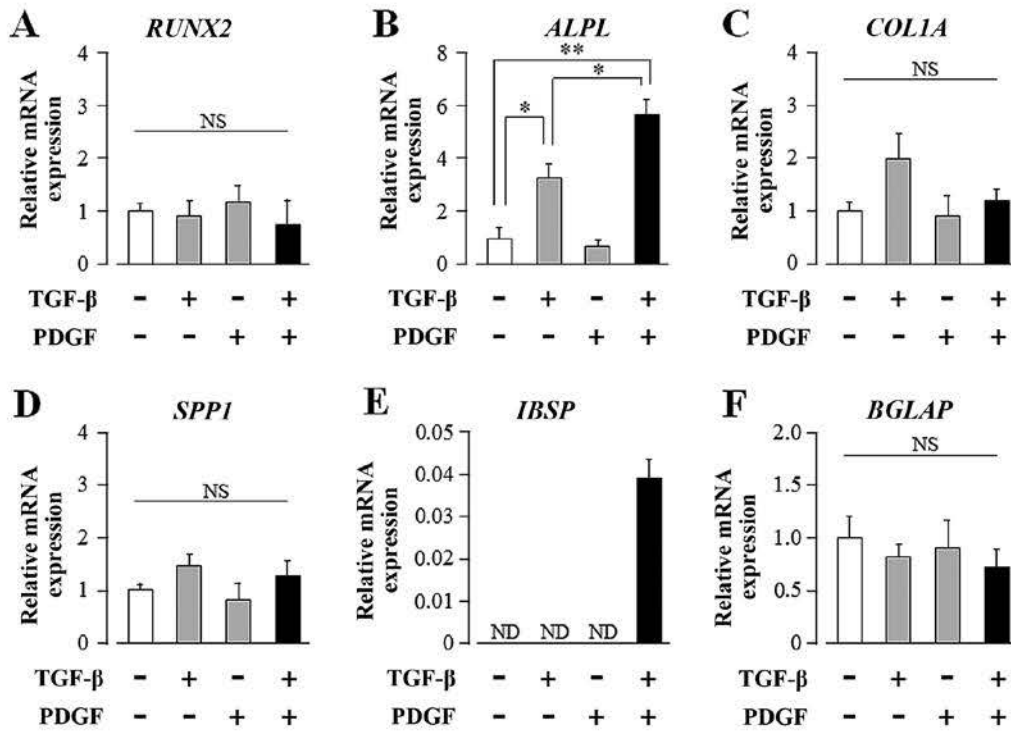 A RUNX2
Relative mRNA
expression
4
3
2
1
0
NS
TGF-β - + - +
PDGF - - + +
B ALPL
Relative mRNA
expression
8
6
4
2
0
**
*
*
TGF-β - + - +
PDGF - - + +
C COL1A
Relative mRNA
expression
4
3
2
1
0
NS
TGF-β - + - +
PDGF - - + +
D SPP1
Relative mRNA
expression
4
3
2
1
0
NS
TGF-β - + - +
PDGF - - + +
E IBSP
Relative mRNA
expression
0.05
0.04
0.03
0.02
0.01
0
ND ND ND
TGF-β - + - +
PDGF - - + +
F BGLAP
Relative mRNA
expression
2.0
1.5
1.0
0.5
0
NS
TGF-β - + - +
PDGF - - + +